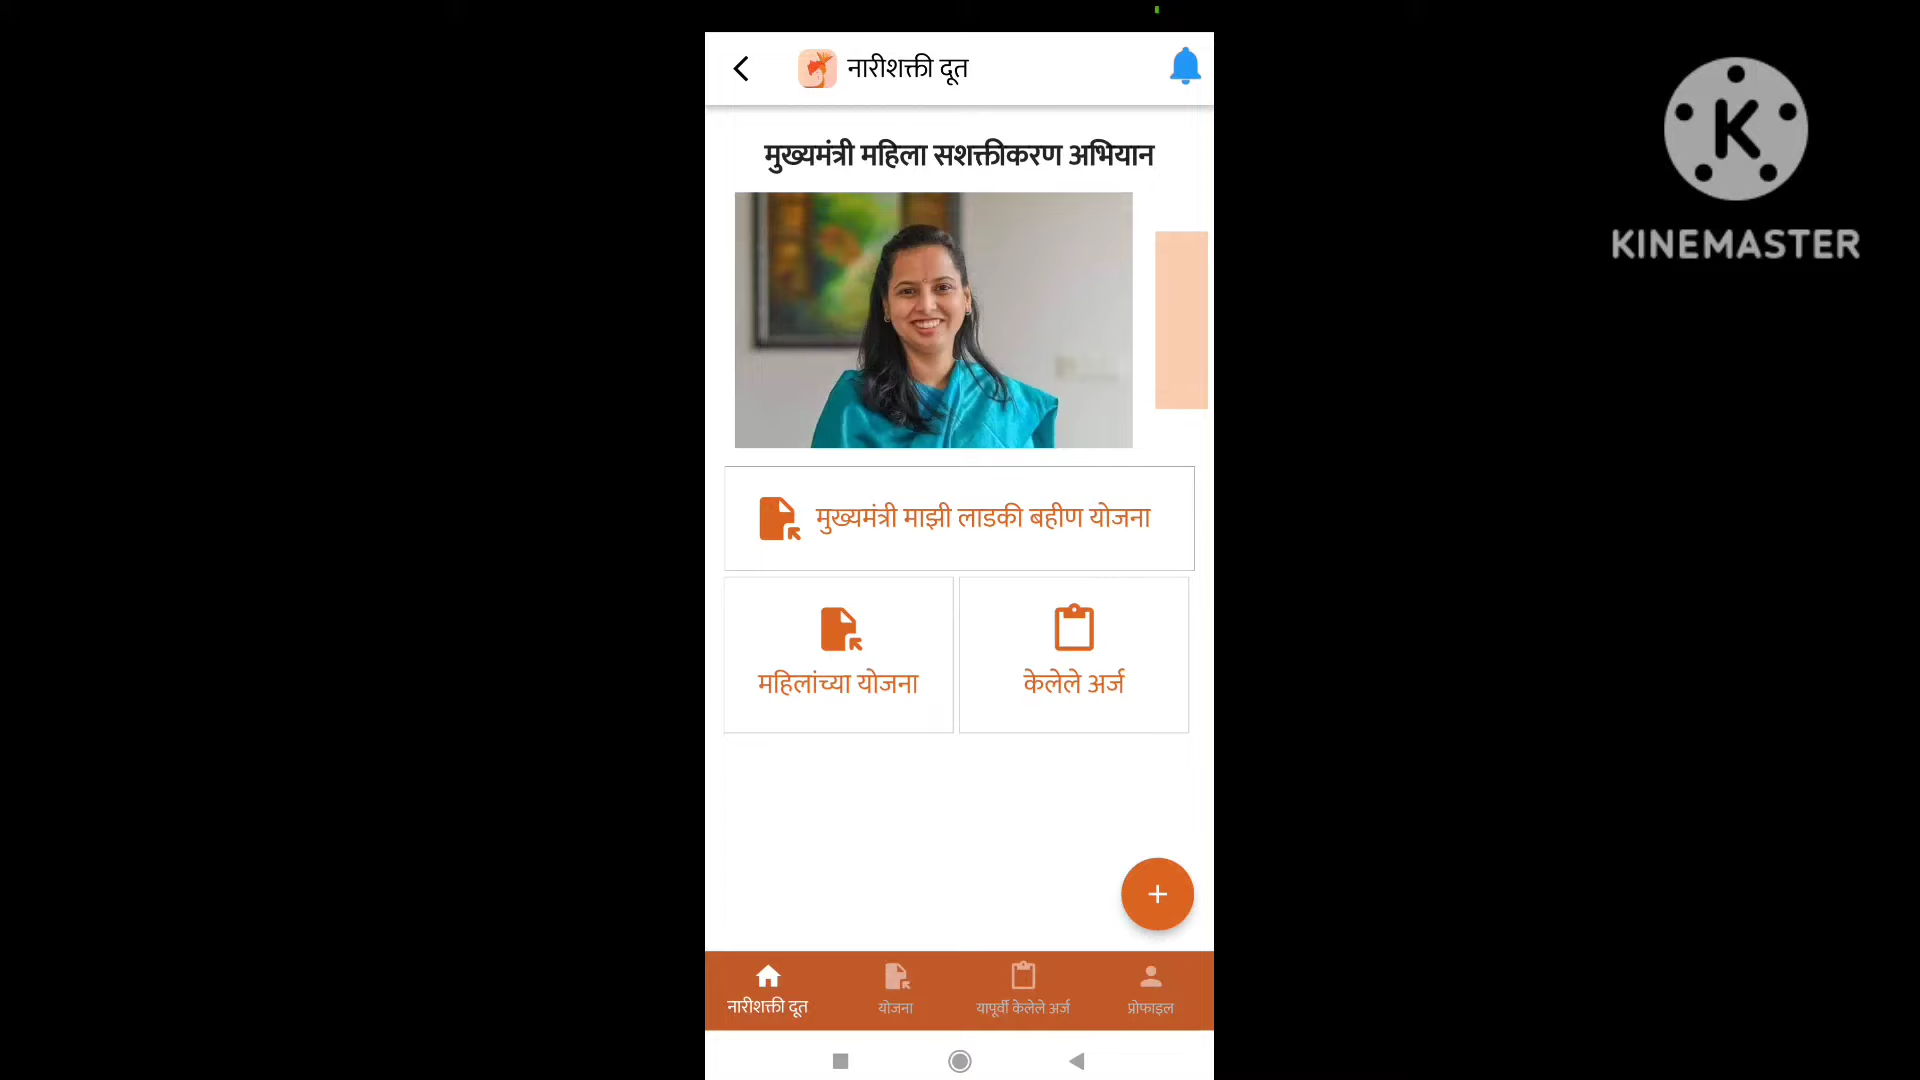 नारीशक्ती दूत
मुख्यमंत्री महिला सशक्तीकरण अभियान
मुख्यमंत्री माझी लाडकी बहीण योजना
महिलांच्या योजना
केलेले अर्ज
नारीशक्ती दूत
योजना
यापूर्वी केलेले अर्ज
प्रोफाइल
K
KINEMASTER